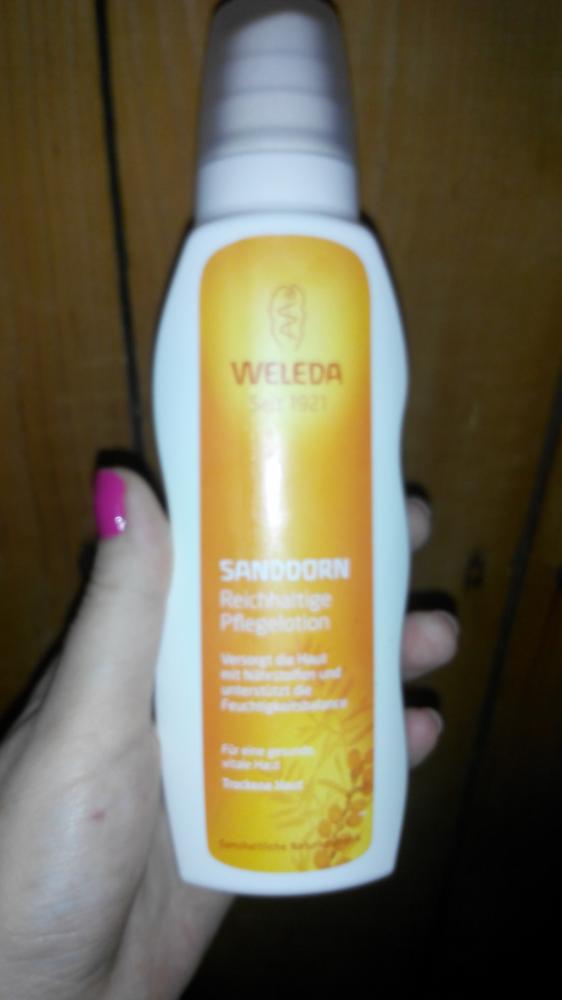 WELEDA
Seit 1921
SANDDORN
Reichhaltige
Pflegelotion
Versorgt die Haut
mit Nährstoffen und
unterstützt die
Feuchtigkeitsbalance
Für eine gesunde,
vitale Haut
Trockene Haut
Ganzheitliche